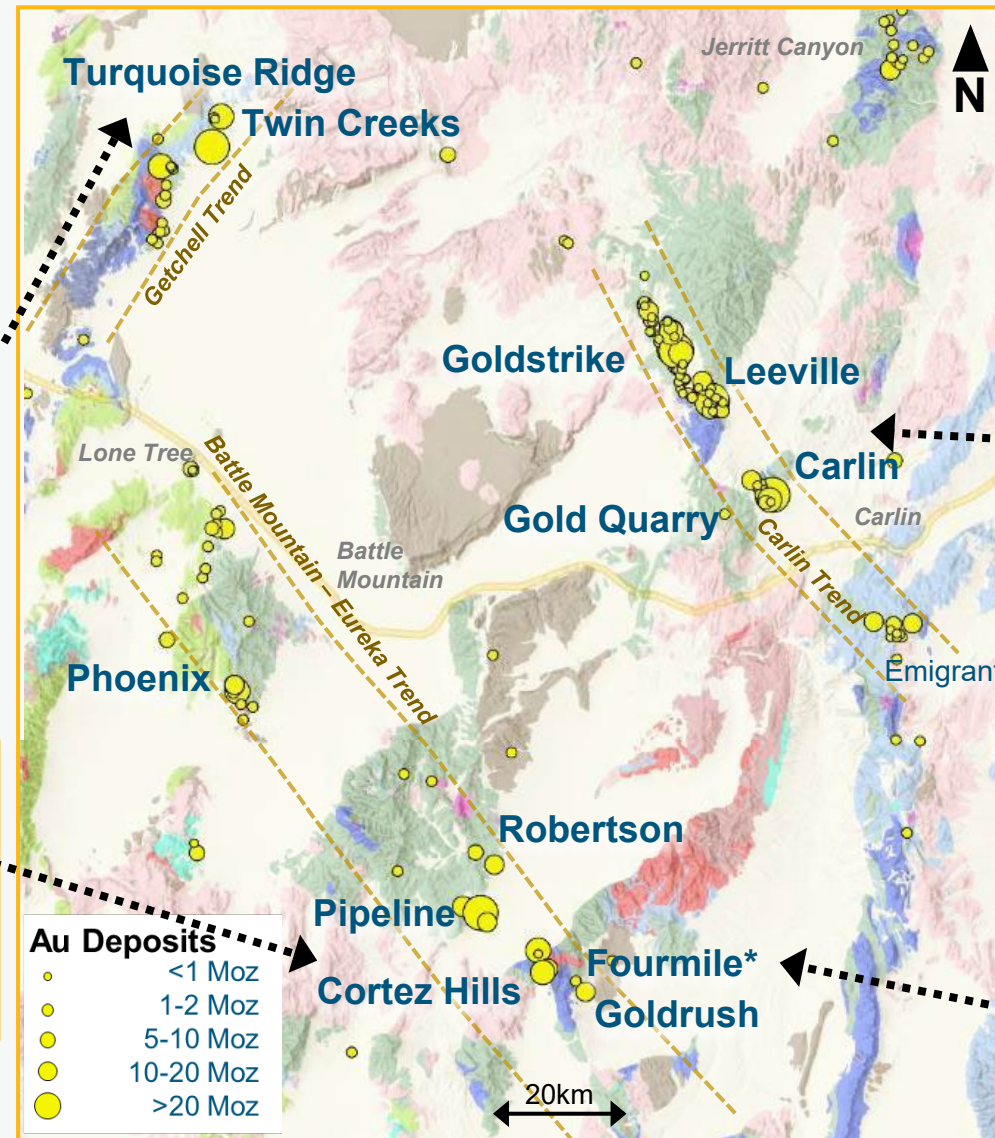 Jerritt Canyon
N
Turquoise Ridge
Twin Creeks
Getchell Trend
Goldstrike
Leeville
Lone Tree
Battle Mountain – Eureka Trend
Carlin
Gold Quarry
Carlin
Carlin Trend
Battle
Mountain
Phoenix
Emigrant
Robertson
Pipeline
Fourmile*
Cortez Hills
Goldrush
Au Deposits
<1 Moz
1-2 Moz
5-10 Moz
10-20 Moz
>20 Moz
20km